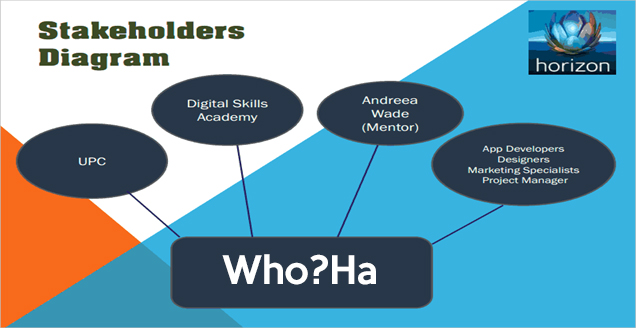 Stakeholders
Diagram
horizon
UPC
Digital Skills
Academy
Andreea
Wade
(Mentor)
App Developers
Designers
Marketing Specialists
Project Manager
Who?Ha